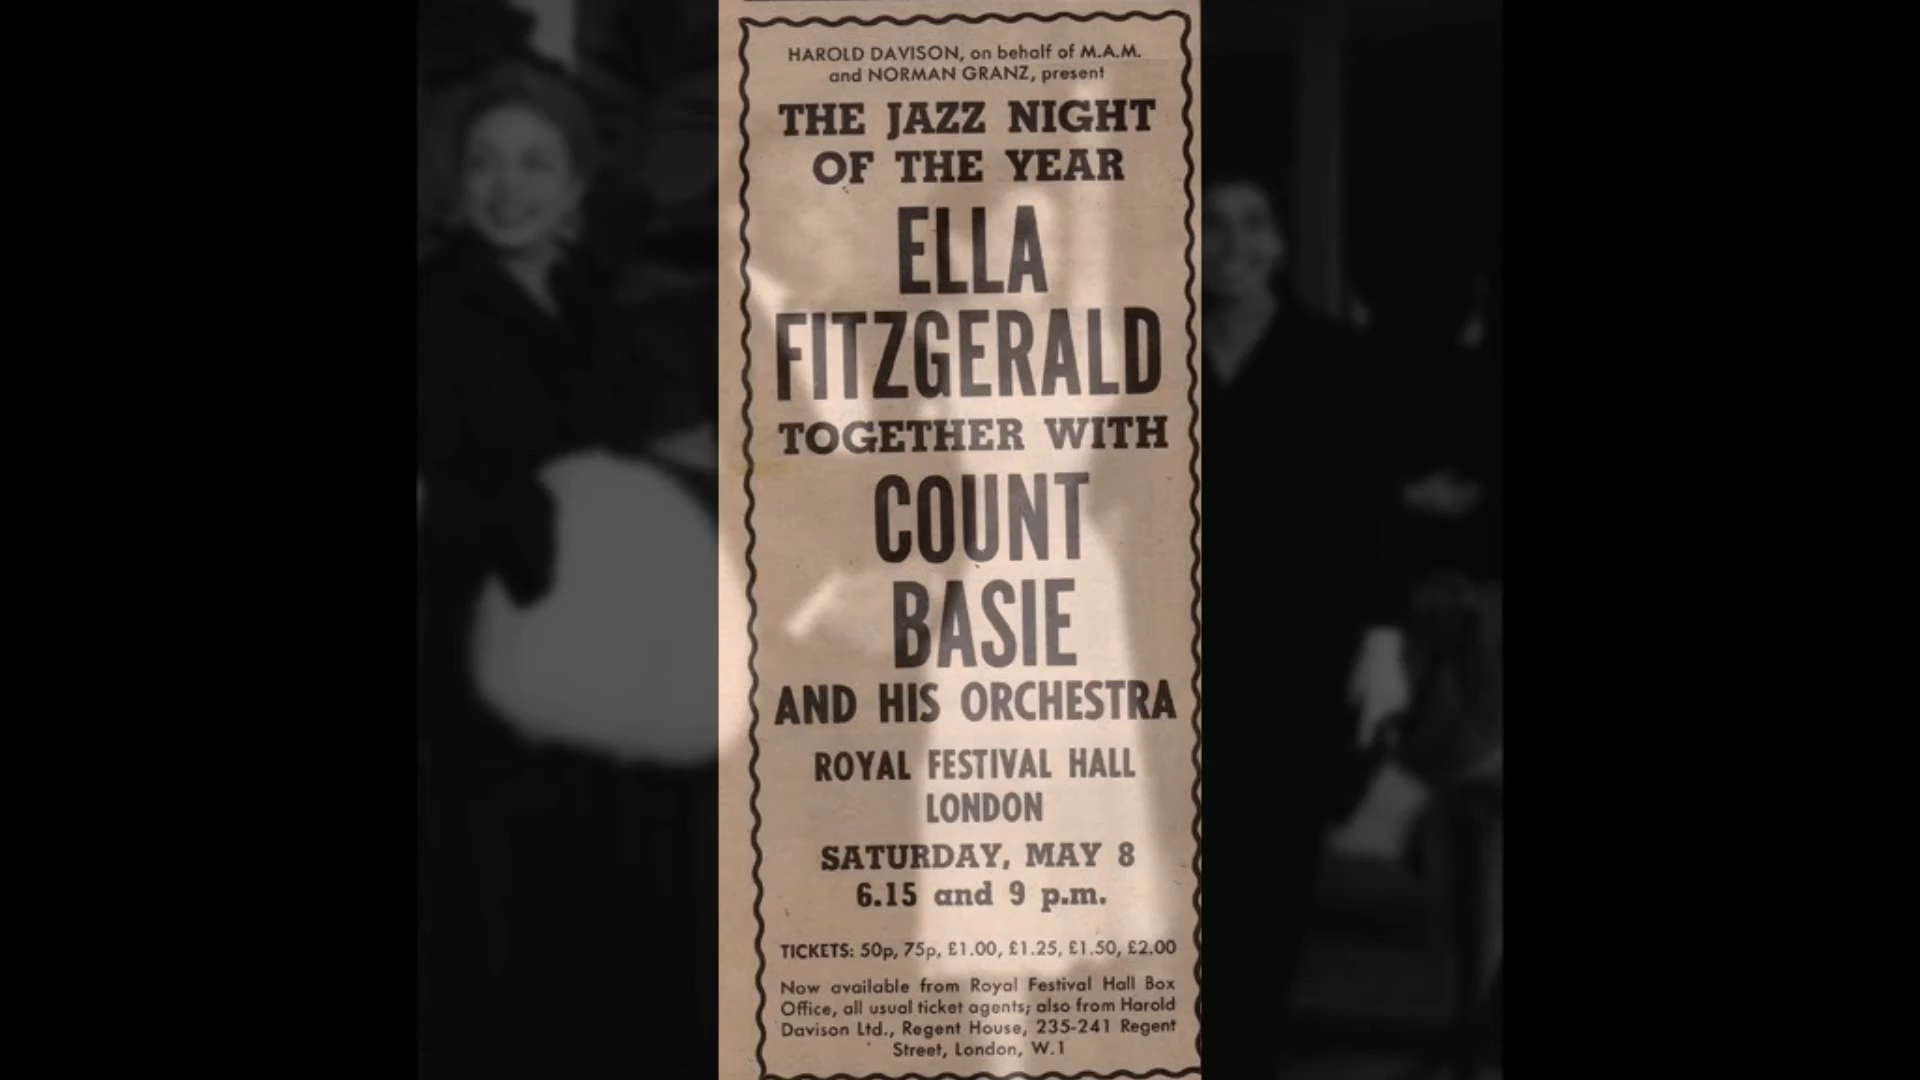 HAROLD DAVISON, on behalf of M.A.M.
and NORMAN GRANZ, present
THE JAZZ NIGHT
OF THE YEAR
ELLA
FITZGERALD
TOGETHER WITH
COUNT
BASIE
AND HIS ORCHESTRA
ROYAL FESTIVAL HALL
LONDON
SATURDAY, MAY 8
6.15 and 9 p.m.
TICKETS: 50p, 75p, £1.00, £1.25, £1.50, £2.00
Now available from Royal Festival Hall Box
Office, all usual ticket agents; also from Harold
Davison Ltd., Regent House, 235-241 Regent
Street, London, W.1